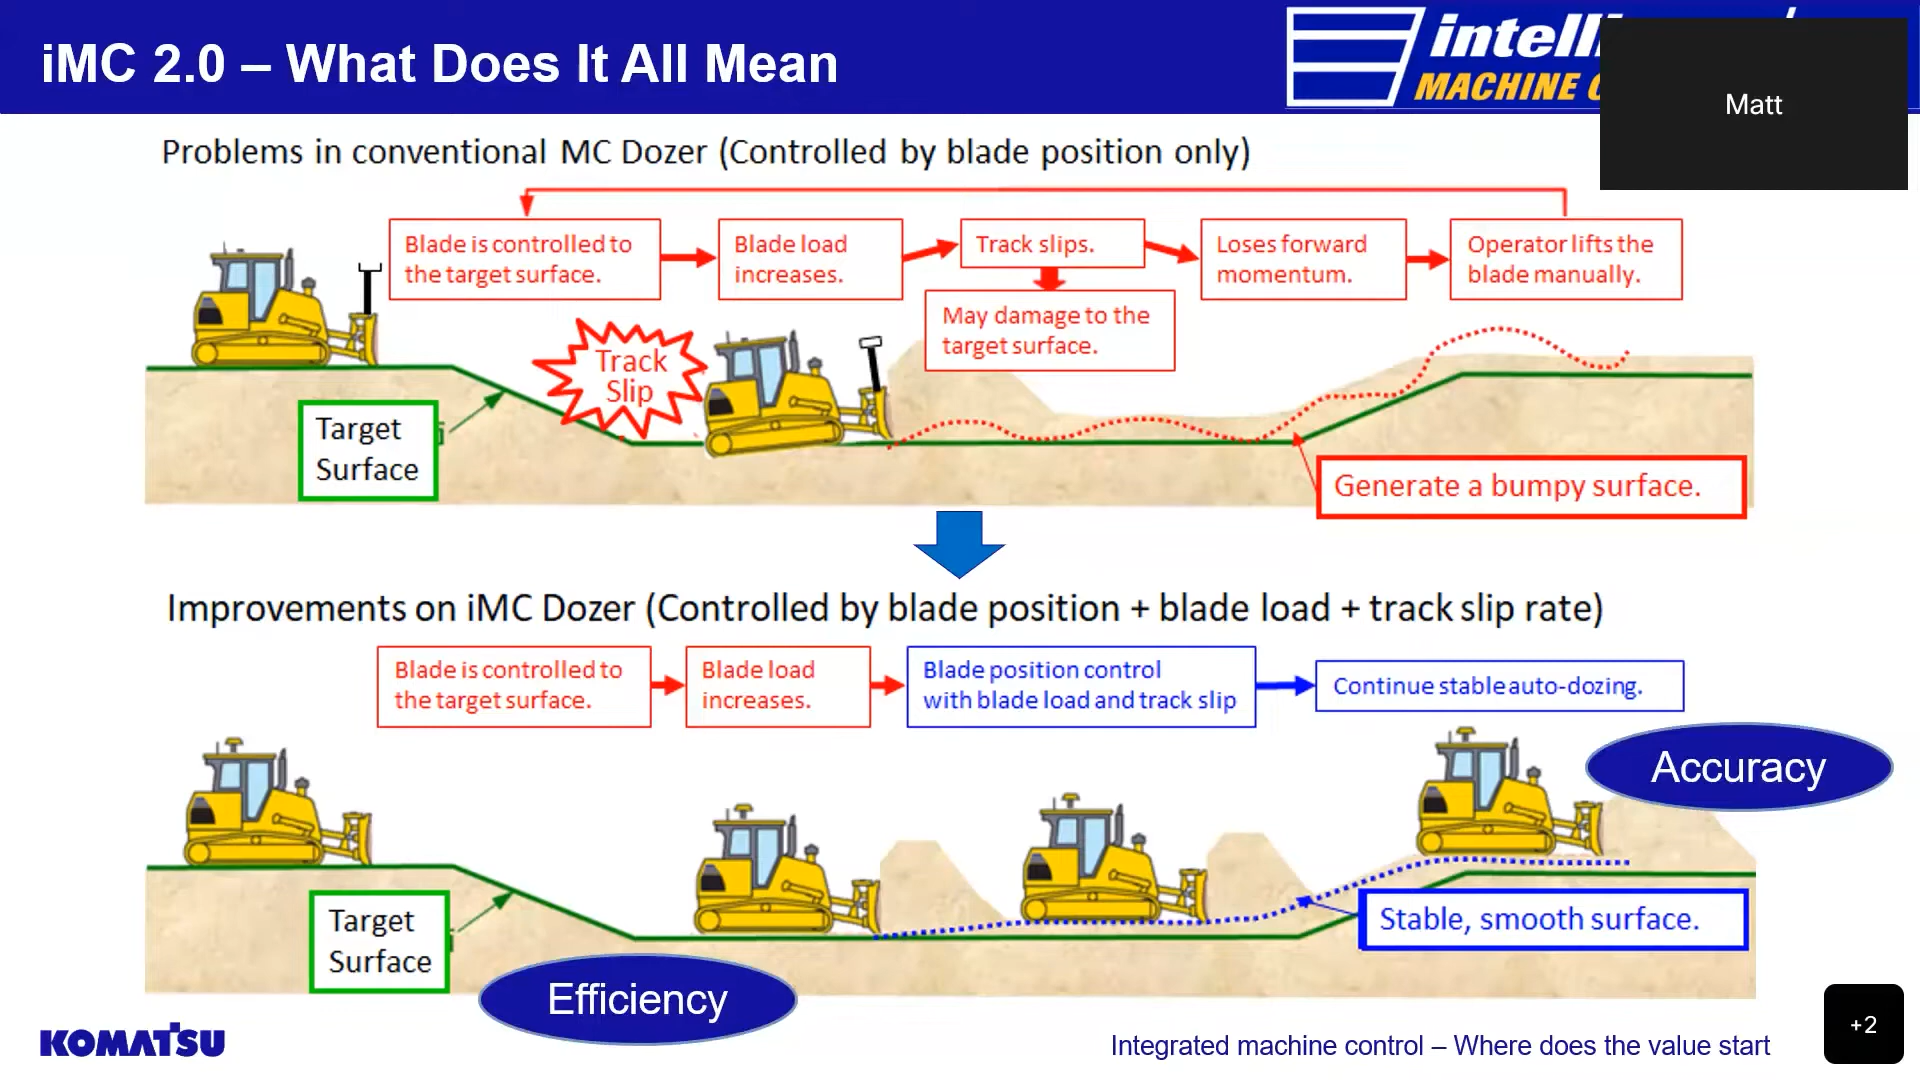 iMC 2.0 – What Does It All Mean
MACHINE
Matt
Problems in conventional MC Dozer (Controlled by blade position only)
Blade is controlled to
the target surface.
Blade load
increases.
Track slips.
Loses forward
momentum.
Operator lifts the
blade manually.
May damage to the
target surface.
Track
Slip
Target
Surface
Generate a bumpy surface.
Improvements on iMC Dozer (Controlled by blade position + blade load + track slip rate)
Blade is controlled to
the target surface.
Blade load
increases.
Blade position control
with blade load and track slip
Continue stable auto-dozing.
Accuracy
Target
Surface
Stable, smooth surface.
Efficiency
KOMATSU
Integrated machine control – Where does the value start
+2